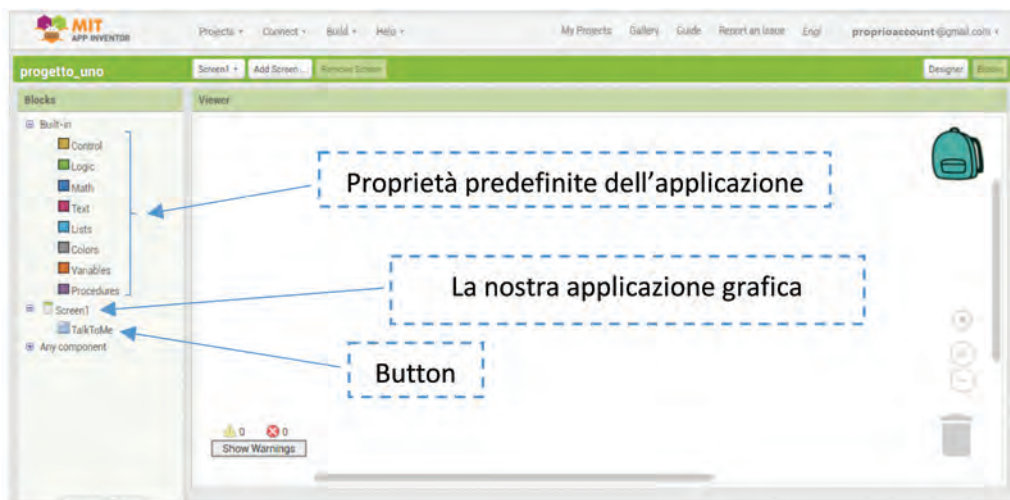 MIT
APP INVENTOR
Projects
Connect
Build
Help
My Projects
Gallery
Guide
Report an Issue
Engl
proprioaccount@gmail.com
progetto_uno
Screen1
Add Screen ...
Remove Screen
Designer
Blocks
Blocks
Viewer
Built-in
Control
Logic
Math
Text
Lists
Colors
Variables
Procedures
Screen1
TalkToMe
Any component
Proprietà predefinite dell'applicazione
La nostra applicazione grafica
Button
0
0
Show Warnings